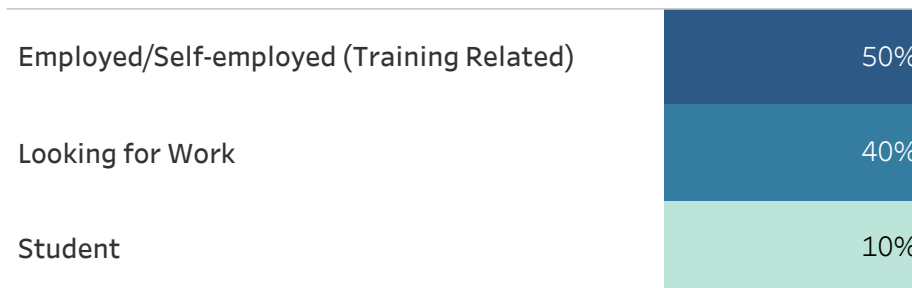 Employed/Self-employed (Training Related) 50%
Looking for Work 40%
Student 10%